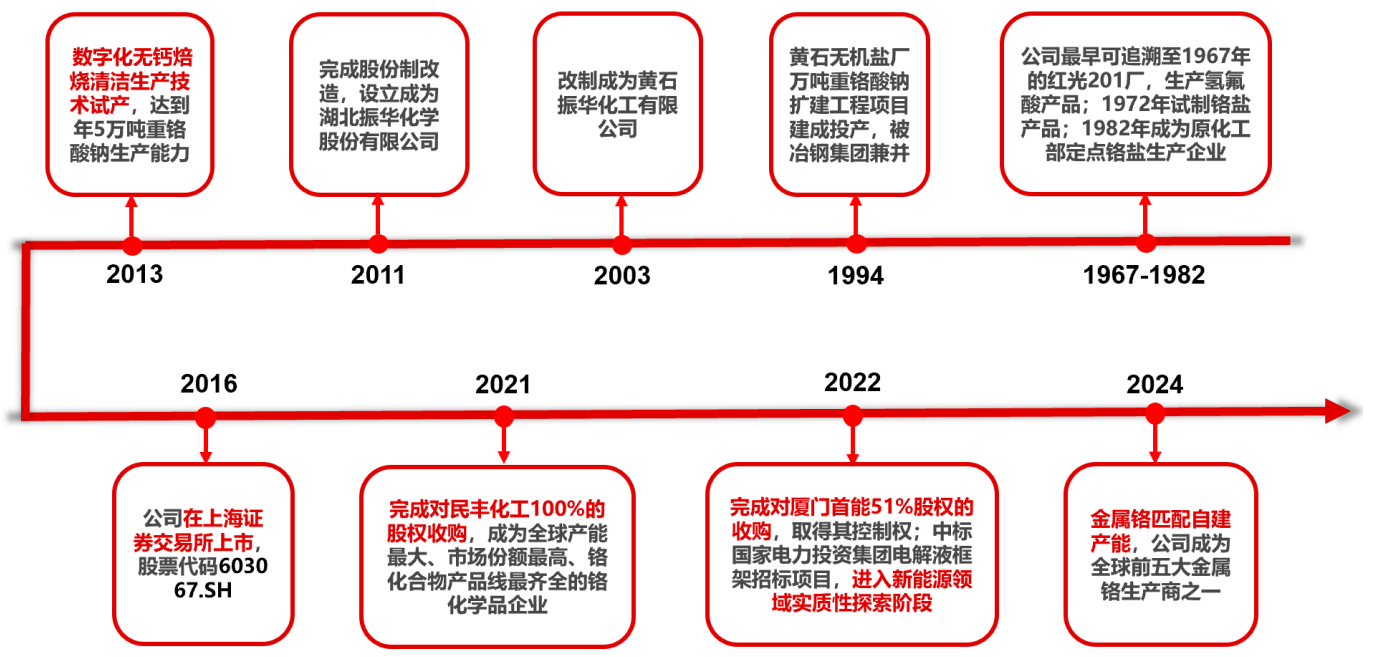 数字化无钙焙
烧清洁生产技
术试产，达到
年5万吨重铬
酸钠生产能力
完成股份制改
造，设立成为
湖北振华化学
股份有限公司
改制成为黄石
振华化工有限
公司
黄石无机盐厂
万吨重铬酸钠
扩建工程项目
建成投产，被
冶钢集团兼并
公司最早可追溯至1967年
的红光201厂，生产氢氟
酸产品；1972年试制铬盐
产品；1982年成为原化工
部定点铬盐生产企业
2013
2011
2003
1994
1967-1982
2016
2021
2022
2024
公司在上海证
券交易所上市，
股票代码6030
67.SH
完成对民丰化工100%的
股权收购，成为全球产能
最大、市场份额最高、铬
化合物产品线最齐全的铬
化学品企业
完成对厦门首能51%股权的
收购，取得其控制权；中标
国家电力投资集团电解液框
架招标项目，进入新能源领
域实质性探索阶段
金属铬匹配自建
产能，公司成为
全球前五大金属
铬生产商之一